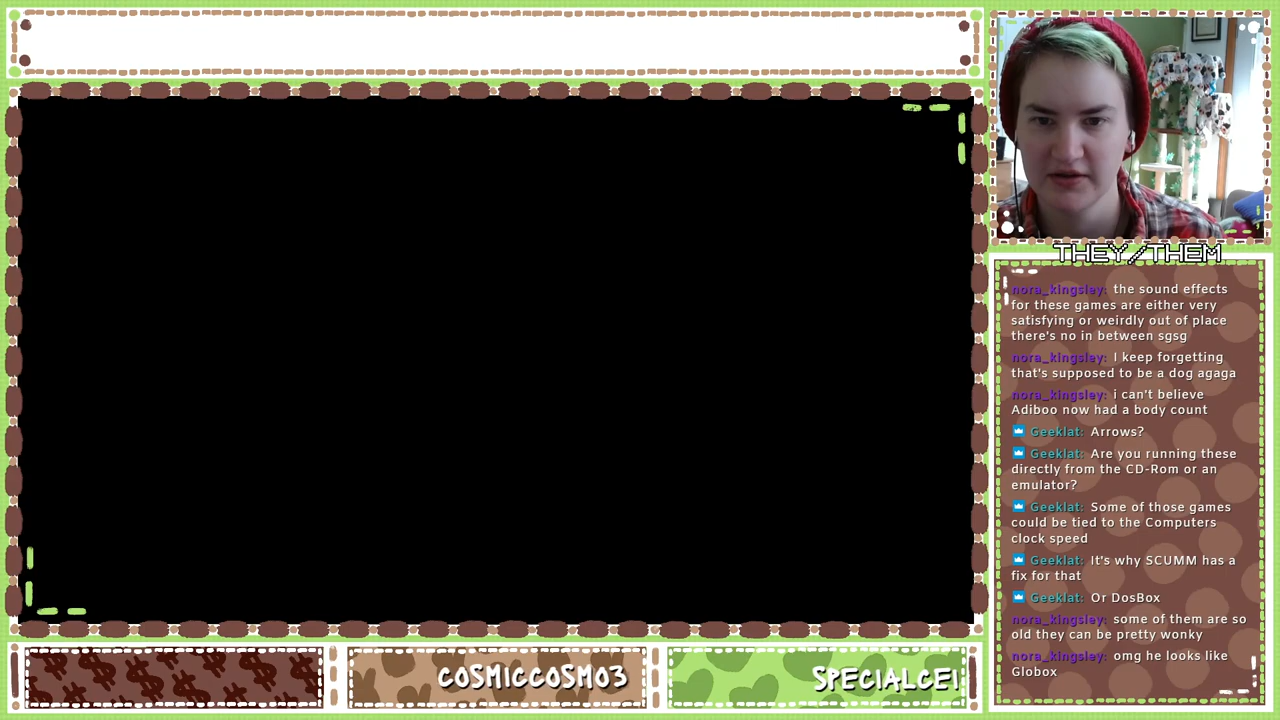 THEY/THEM
nora_kingsley: the sound effects
for these games are either very
satisfying or weirdly out of place
there's no in between sgsg
nora_kingsley: I keep forgetting
that's supposed to be a dog agaga
nora_kingsley: i can't believe
Adiboo now had a body count
Geeklat: Arrows?
Geeklat: Are you running these
directly from the CD-Rom or an
emulator?
Geeklat: Some of those games
could be tied to the Computers
clock speed
Geeklat: It's why SCUMM has a
fix for that
Geeklat: Or DosBox
nora_kingsley: some of them are so
old they can be pretty wonky
nora_kingsley: omg he looks like
Globox
COSMICCOSMO3
SPECIALCEI